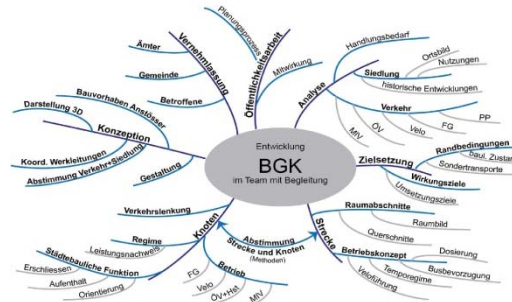 Entwicklung
BGK
im Team mit Begleitung
Vernehmlassung
Ämter
Gemeinde
Betroffene
Öffentlichkeitsarbeit
Planungsprozess
Mitwirkung
Analyse
Handlungsbedarf
Siedlung
Ortsbild
Nutzungen
historische Entwicklungen
Verkehr
MIV
ÖV
Velo
FG
PP
Zielsetzung
Randbedingungen
baul. Zustan
Sondertransporte
Wirkungsziele
Umsetzungsziele
Strecke
Raumabschnitte
Raumbild
Querschnitte
Betriebskonzept
Dosierung
Busbevorzugung
Temporegime
Veloführung
Abstimmung
Strecke und Knoten
(Methoden)
Knoten
Verkehrslenkung
Regime
Leistungsnachweis
Städtebauliche Funktion
Erschliessen
Aufenthalt
Orientierung
Betrieb
FG
Velo
ÖV+Hst
MIV
Konzeption
Bauvorhaben Anstösser
Darstellung 3D
Koord. Werkleitungen
Abstimmung Verkehr+Siedlung
Gestaltung